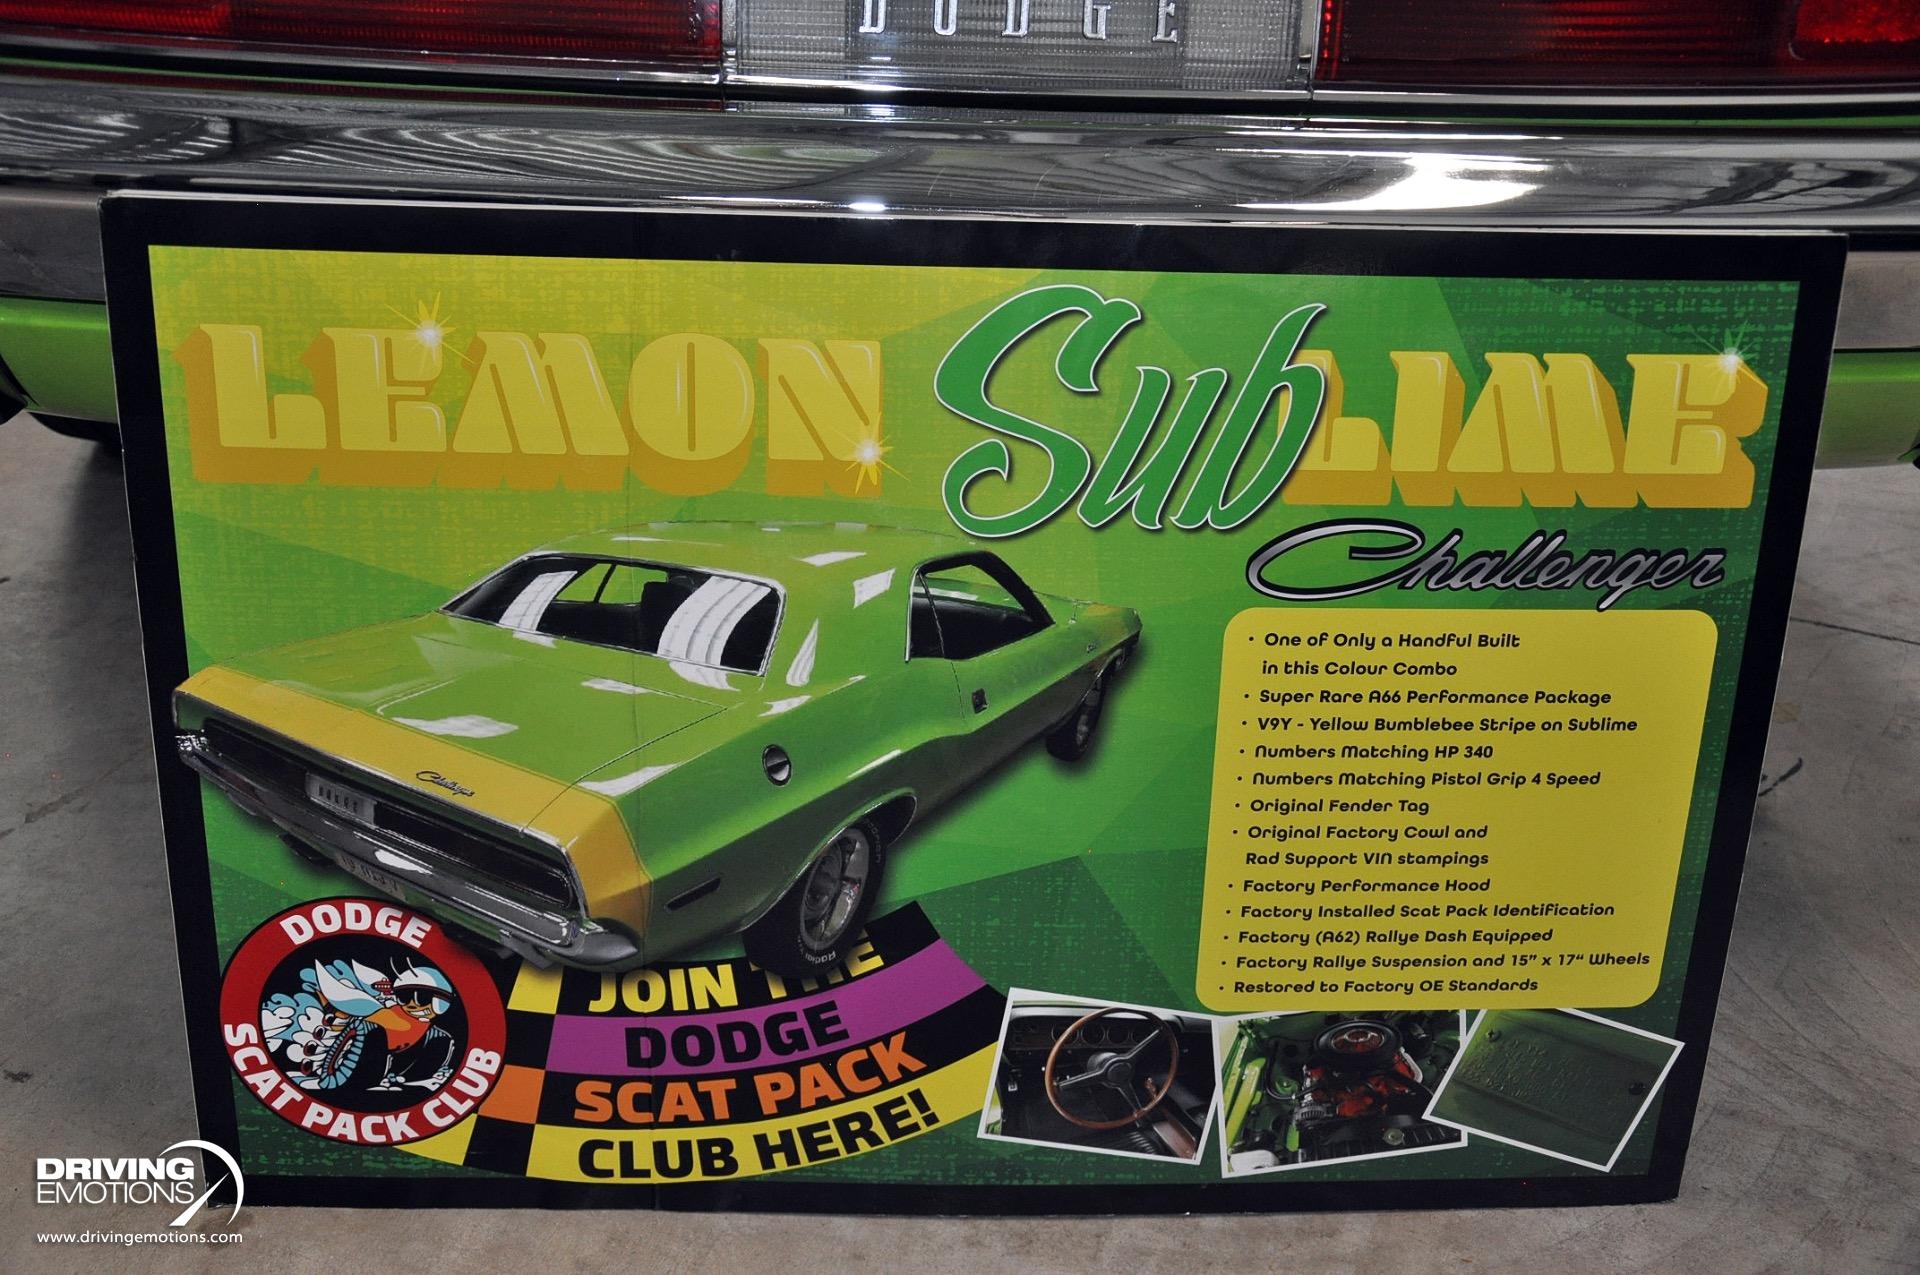 DODGE
LEMON SubLIME
Challenger
• One of Only a Handful Built
in this Colour Combo
• Super Rare A66 Performance Package
• V9Y - Yellow Bumblebee Stripe on Sublime
• Numbers Matching HP 340
• Numbers Matching Pistol Grip 4 Speed
• Original Fender Tag
• Original Factory Cowl and
Rad Support VIN stampings
• Factory Performance Hood
• Factory Installed Scat Pack Identification
• Factory (A62) Rallye Dash Equipped
• Factory Rallye Suspension and 15” x 17“ Wheels
• Restored to Factory OE Standards
Challenger
DODGE
DODGE
SCAT PACK CLUB
JOIN THE
DODGE
SCAT PACK
CLUB HERE!
DRIVING
EMOTIONS
www.drivingemotions.com